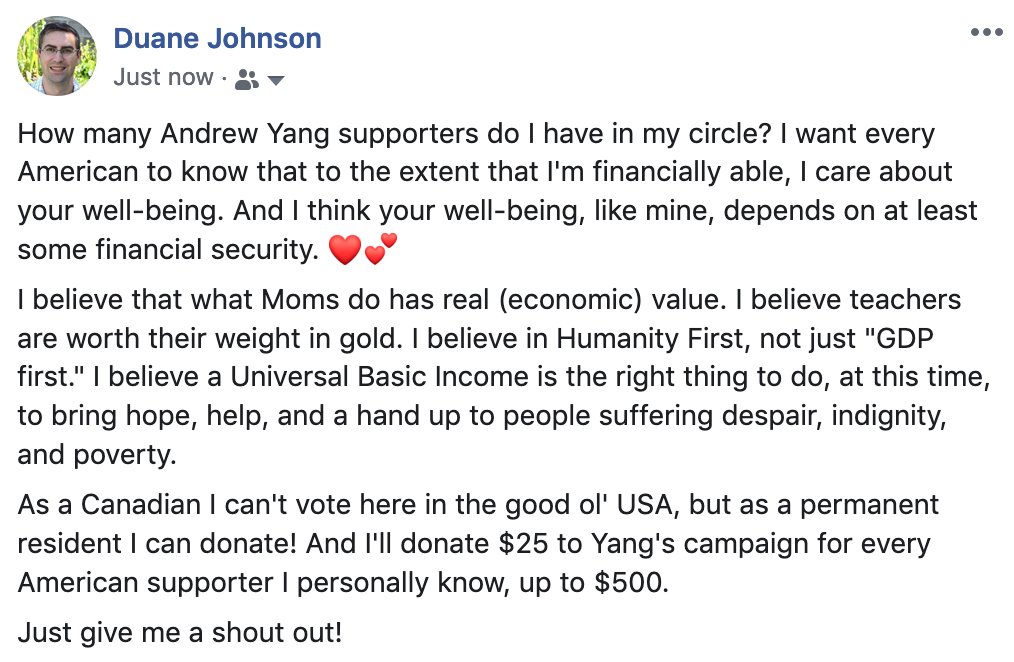 Duane Johnson
Just now ·
How many Andrew Yang supporters do I have in my circle? I want every
American to know that to the extent that I'm financially able, I care about
your well-being. And I think your well-being, like mine, depends on at least
some financial security. ❤️💕
I believe that what Moms do has real (economic) value. I believe teachers
are worth their weight in gold. I believe in Humanity First, not just "GDP
first." I believe a Universal Basic Income is the right thing to do, at this time,
to bring hope, help, and a hand up to people suffering despair, indignity,
and poverty.
As a Canadian I can't vote here in the good ol' USA, but as a permanent
resident I can donate! And I'll donate $25 to Yang's campaign for every
American supporter I personally know, up to $500.
Just give me a shout out!